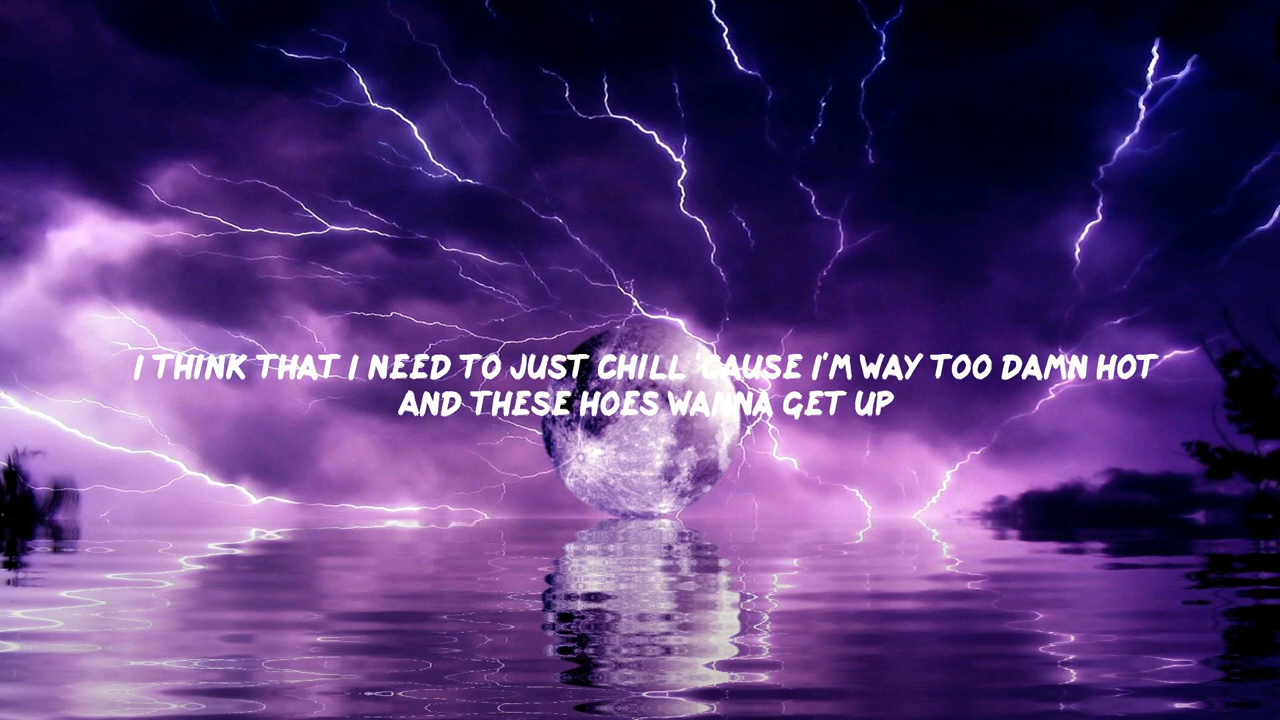 I THINK THAT I NEED TO JUST CHILL 'CAUSE I'M WAY TOO DAMN HOT
AND THESE HOES WANNA GET UP